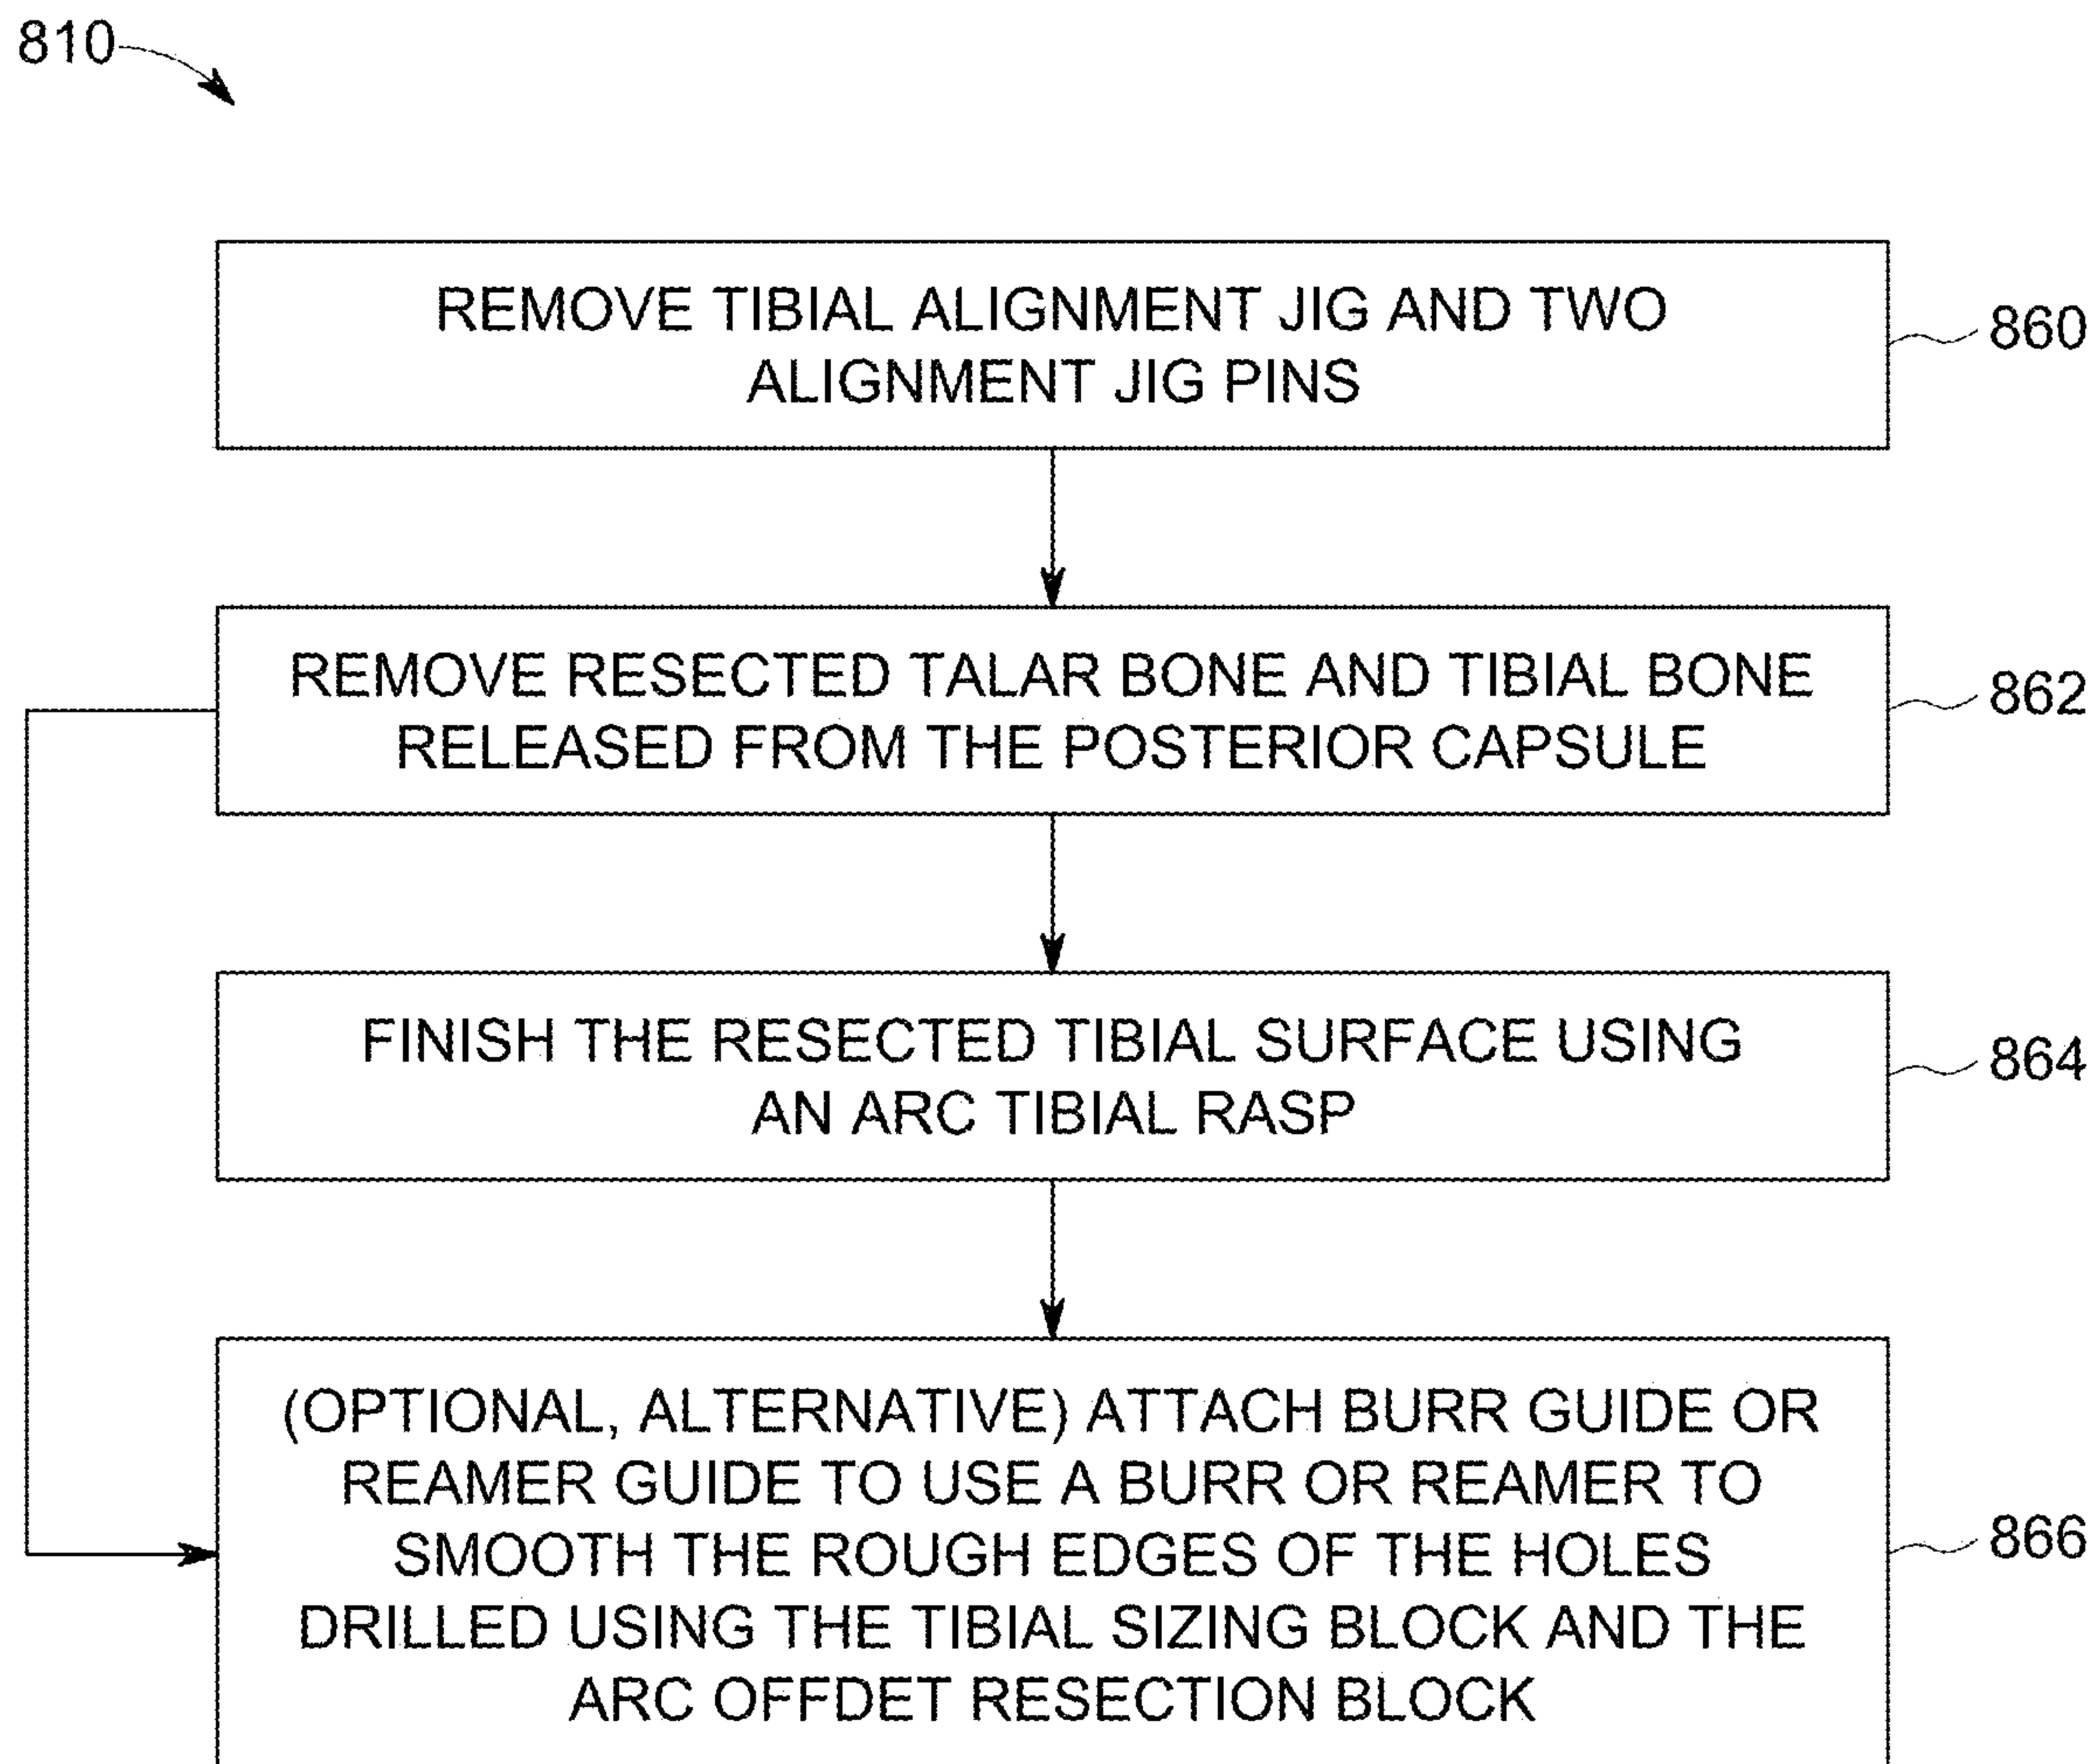 810
REMOVE TIBIAL ALIGNMENT JIG AND TWO
ALIGNMENT JIG PINS
860
REMOVE RESECTED TALAR BONE AND TIBIAL BONE
RELEASED FROM THE POSTERIOR CAPSULE
862
FINISH THE RESECTED TIBIAL SURFACE USING
AN ARC TIBIAL RASP
864
(OPTIONAL, ALTERNATIVE) ATTACH BURR GUIDE OR
REAMER GUIDE TO USE A BURR OR REAMER TO
SMOOTH THE ROUGH EDGES OF THE HOLES
DRILLED USING THE TIBIAL SIZING BLOCK AND THE
ARC OFFDET RESECTION BLOCK
866